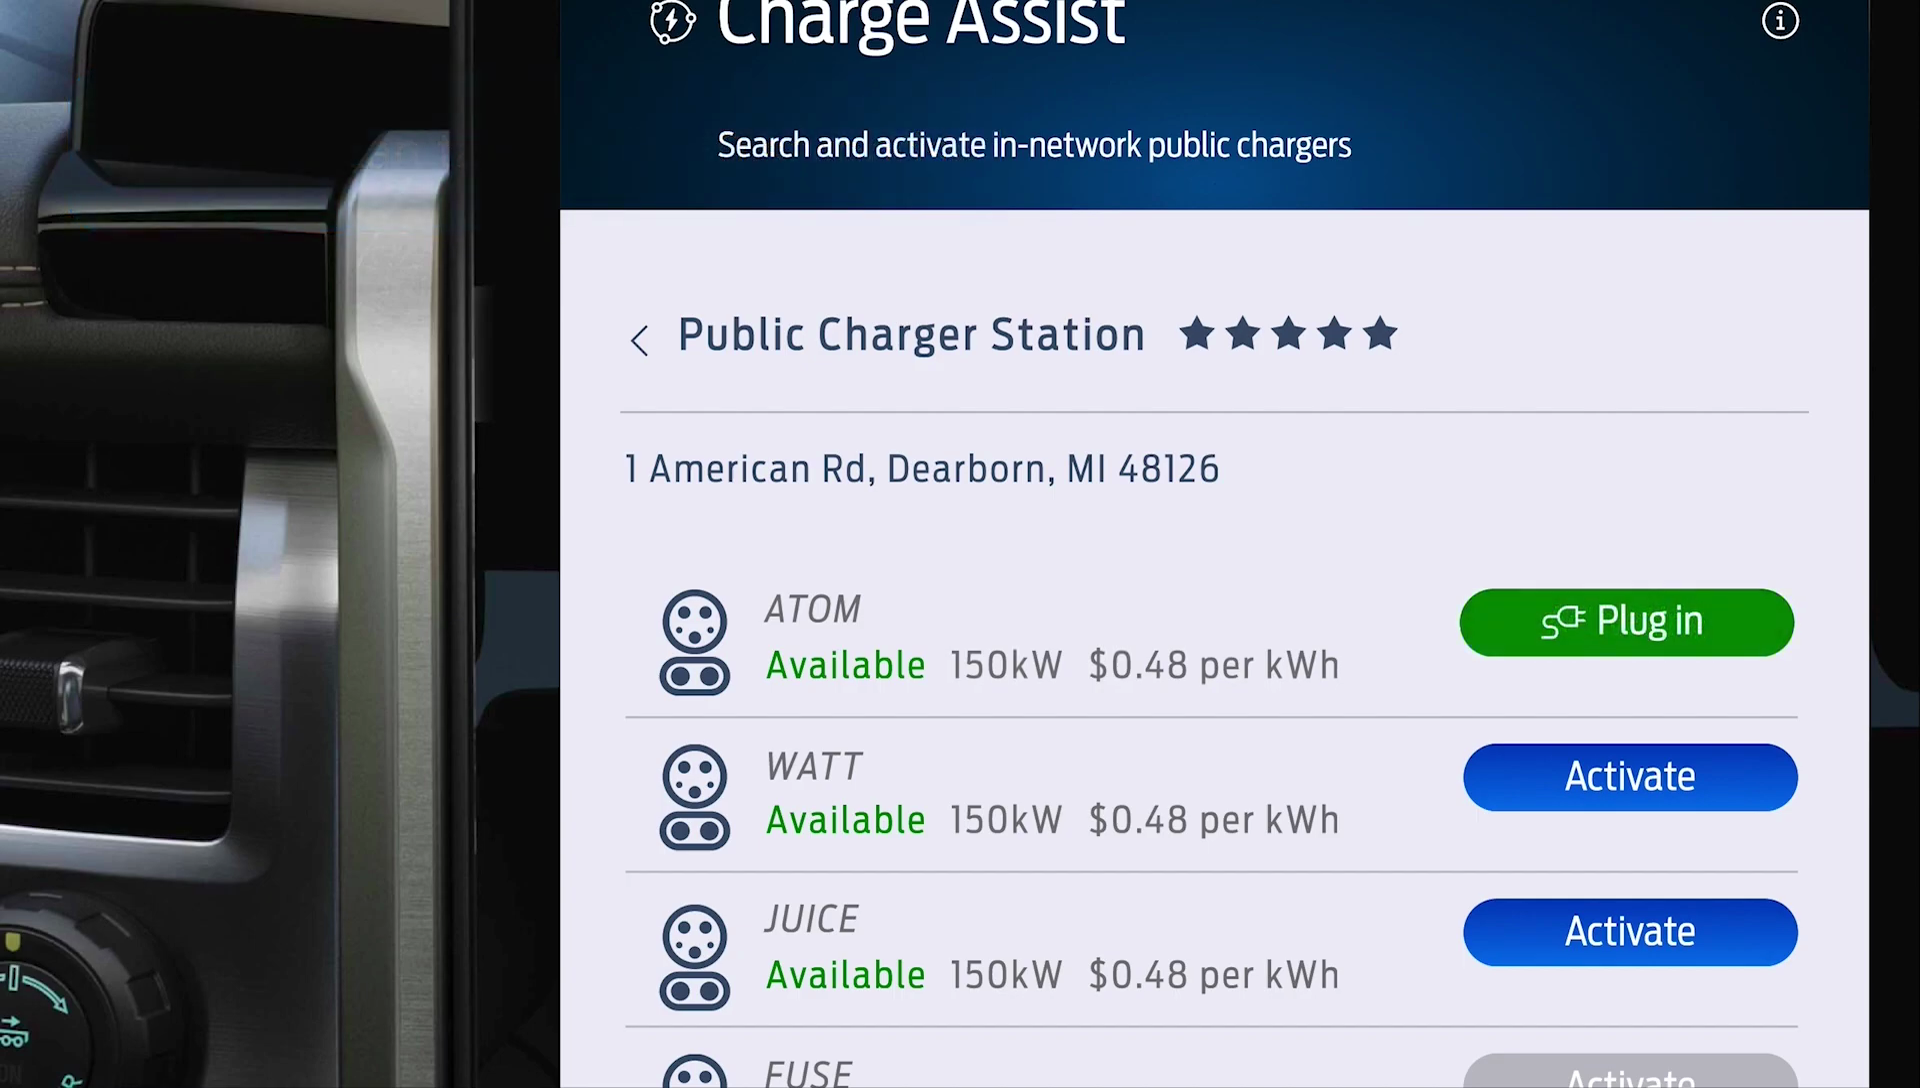 Charge Assist
Search and activate in-network public chargers
Public Charger Station
1 American Rd, Dearborn, MI 48126
ATOM
Plug in
Available 150kW $0.48 per kWh
WATT
Activate
Available 150kW $0.48 per kWh
JUICE
Activate
Available 150kW $0.48 per kWh
FUSE
Activate